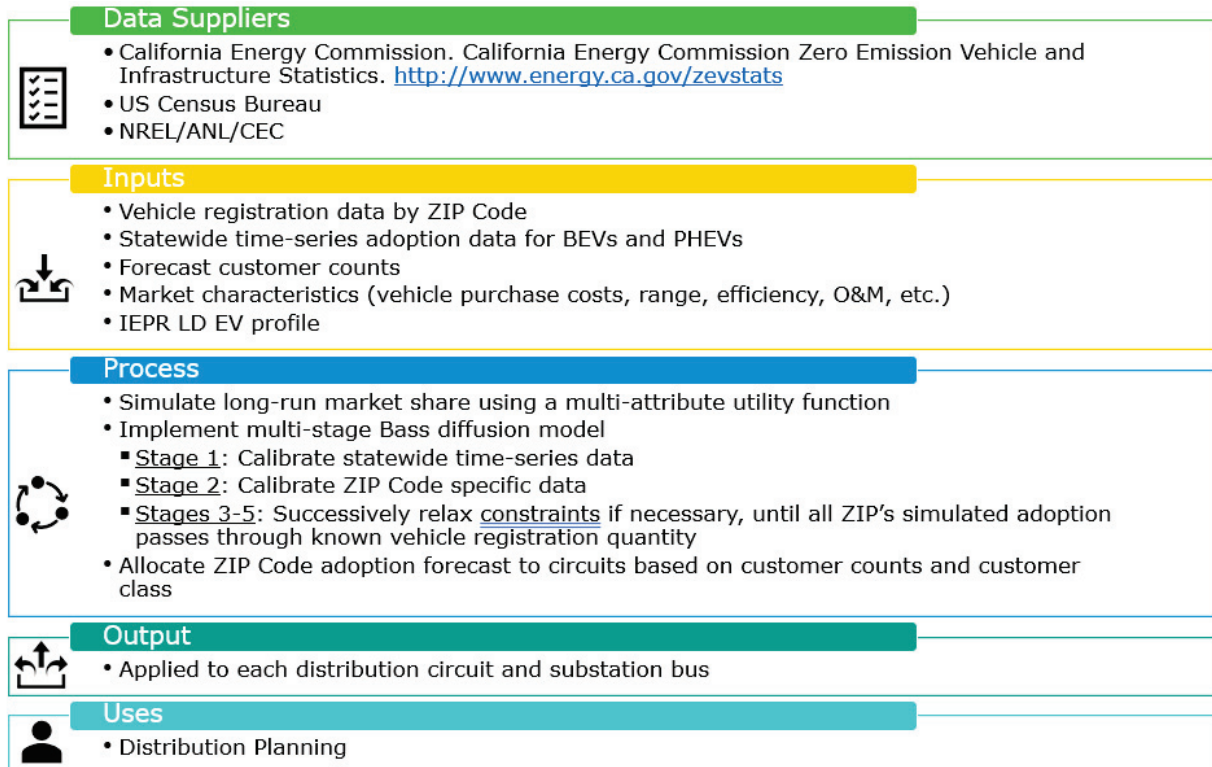 Data Suppliers
• California Energy Commission. California Energy Commission Zero Emission Vehicle and
Infrastructure Statistics. http://www.energy.ca.gov/zevstats
• US Census Bureau
• NREL/ANL/CEC
Inputs
• Vehicle registration data by ZIP Code
• Statewide time-series adoption data for BEVs and PHEVs
• Forecast customer counts
• Market characteristics (vehicle purchase costs, range, efficiency, O&M, etc.)
• IEPR LD EV profile
Process
• Simulate long-run market share using a multi-attribute utility function
• Implement multi-stage Bass diffusion model
▪ Stage 1: Calibrate statewide time-series data
▪ Stage 2: Calibrate ZIP Code specific data
▪ Stages 3-5: Successively relax constraints if necessary, until all ZIP's simulated adoption
passes through known vehicle registration quantity
• Allocate ZIP Code adoption forecast to circuits based on customer counts and customer
class
Output
• Applied to each distribution circuit and substation bus
Uses
• Distribution Planning